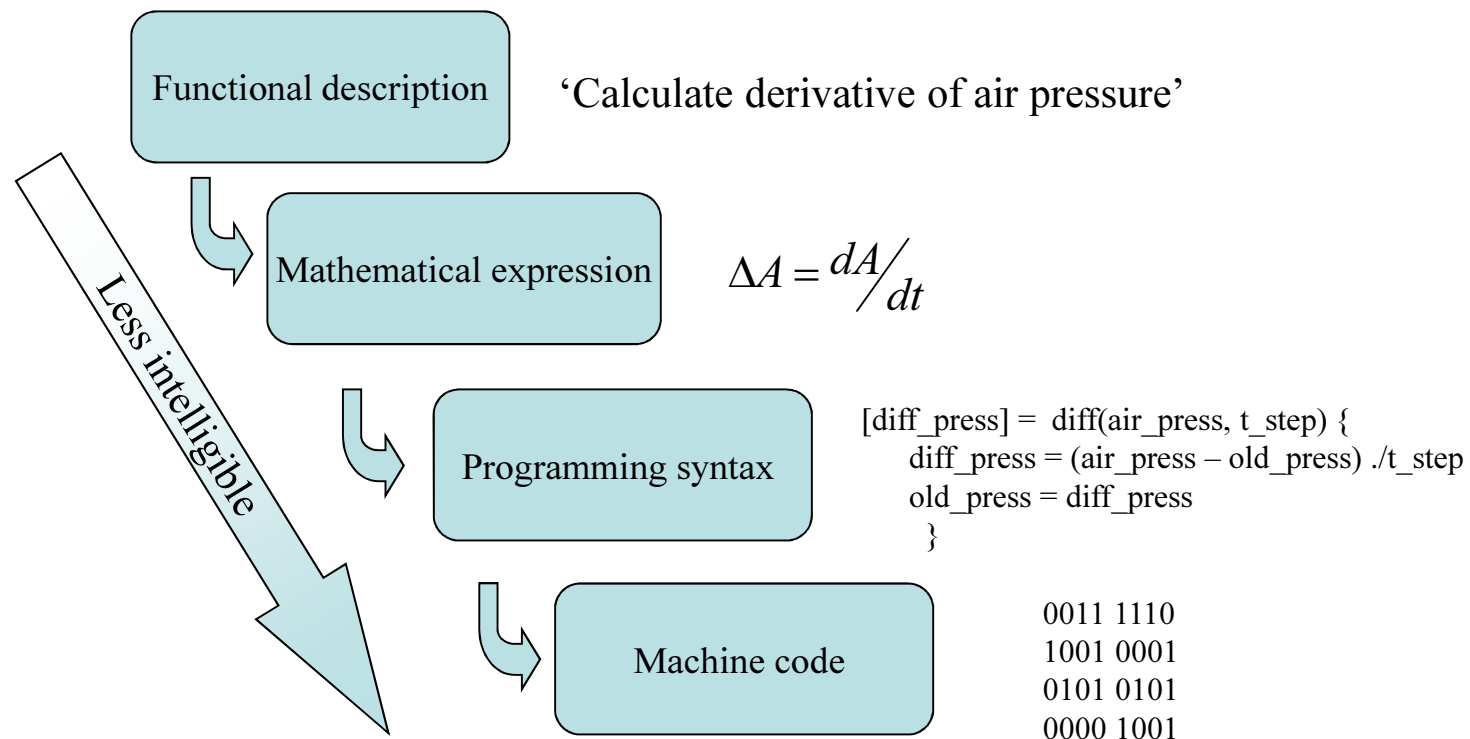 Functional description
‘Calculate derivative of air pressure’
Mathematical expression
ΔA = dA/dt
Less intelligible
Programming syntax
[diff_press] = diff(air_press, t_step) {
diff_press = (air_press – old_press) ./t_step
old_press = diff_press
}
Machine code
0011 1110
1001 0001
0101 0101
0000 1001